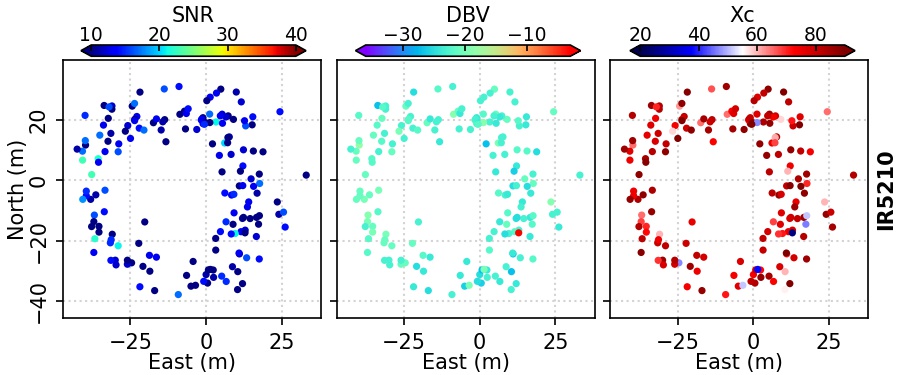 SNR DBV Xc
10 20 30 40 −30 −20 −10 20 40 60 80
North (m)
20
0
−20
−40
IR5210
−25 0 25 −25 0 25 −25 0 25
East (m) East (m) East (m)